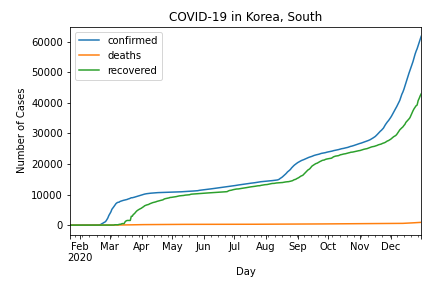 COVID-19 in Korea, South
confirmed
deaths
recovered
Number of Cases
60000
50000
40000
30000
20000
10000
0
Feb Mar Apr May Jun Jul Aug Sep Oct Nov Dec
2020
Day